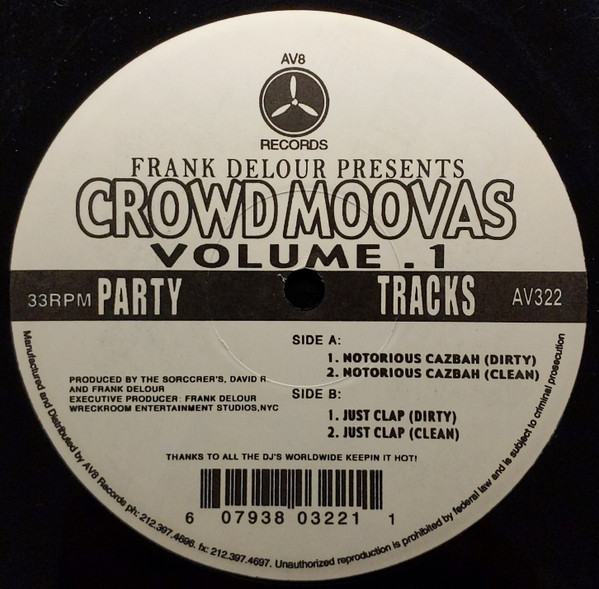 AV8
RECORDS
FRANK DELOUR PRESENTS
CROWD MOOVAS
VOLUME .1
33RPM PARTY TRACKS AV322
SIDE A:
1. NOTORIOUS CAZBAH (DIRTY)
2. NOTORIOUS CAZBAH (CLEAN)
SIDE B:
1. JUST CLAP (DIRTY)
2. JUST CLAP (CLEAN)
PRODUCED BY THE SORCCRER'S, DAVID R.
AND FRANK DELOUR
EXECUTIVE PRODUCER: FRANK DELOUR
WRECKROOM ENTERTAINMENT STUDIOS,NYC
THANKS TO ALL THE DJ'S WORLDWIDE KEEPIN IT HOT!
6 07938 03221 1
Manufactured and Distributed by AV8 Records ph: 212.397.4696. fx: 212.397.4697. Unauthorized reproduction is prohibited by federal law and is subject to criminal prosecution